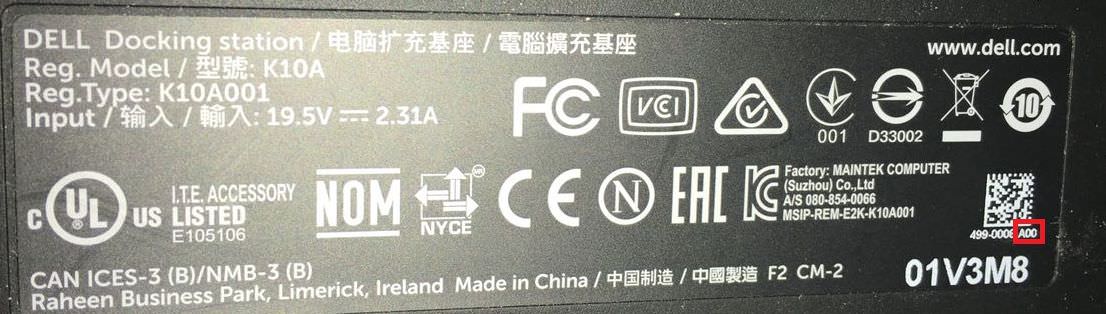 DELL Docking station / 电脑扩充基座 / 電腦擴充基座
www.dell.com
Reg. Model / 型號: K10A
Reg.Type: K10A001
Input / 输入 / 輸入: 19.5V ⎓ 2.31A
FC
VCI
001
D33002
10
c UL US
®
I.T.E. ACCESSORY
LISTED
E105106
NOM
NYCE
MR
CE
N
EAC
Factory: MAINTEK COMPUTER
(Suzhou) Co.,Ltd
A/S 080-854-0066
MSIP-REM-E2K-K10A001
499-0008 A00
CAN ICES-3 (B)/NMB-3 (B)
Raheen Business Park, Limerick, Ireland Made in China / 中国制造 / 中國製造 F2 CM-2
01V3M8